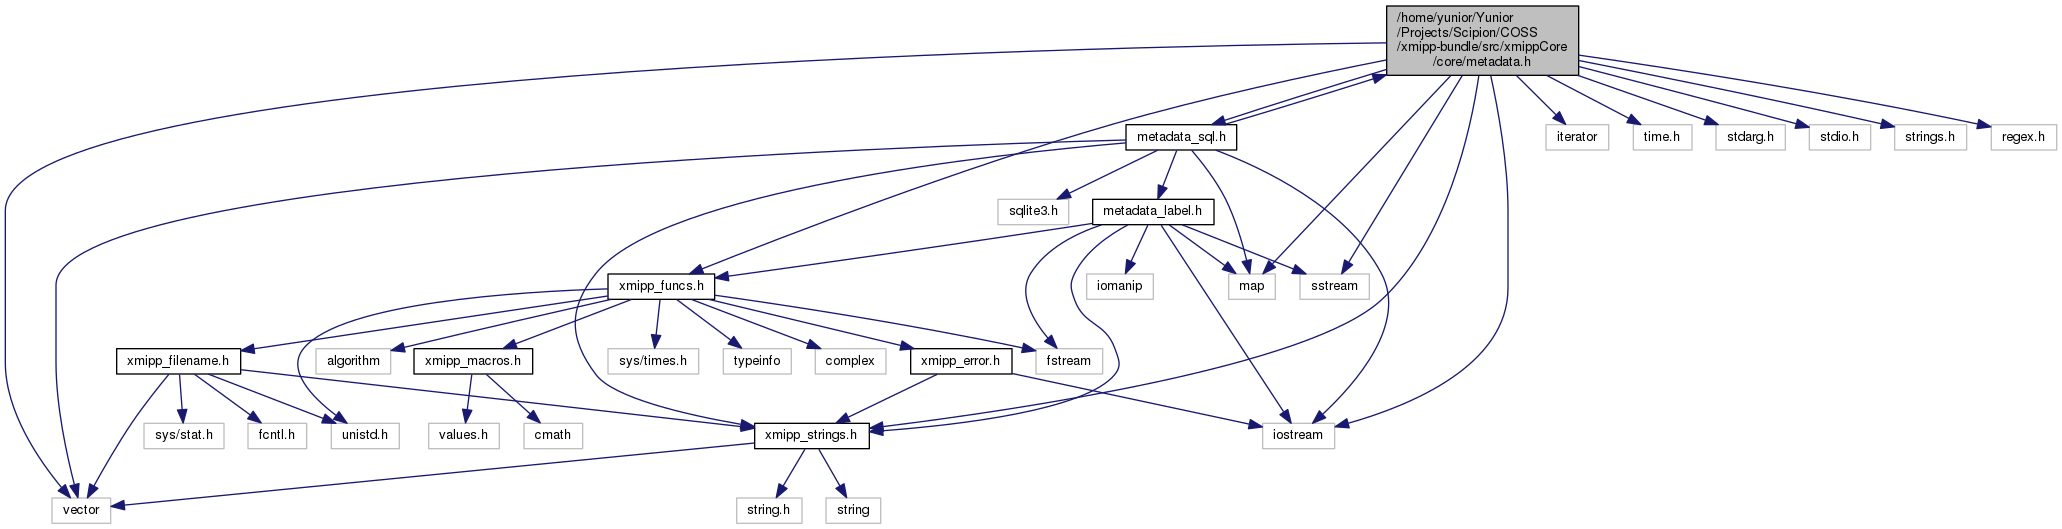 /home/yunior/Yunior
/Projects/Scipion/COSS
/xmipp-bundle/src/xmippCore
/core/metadata.h
metadata_sql.h
iterator
time.h
stdarg.h
stdio.h
strings.h
regex.h
sqlite3.h
metadata_label.h
xmipp_funcs.h
iomanip
map
sstream
xmipp_filename.h
algorithm
xmipp_macros.h
sys/times.h
typeinfo
complex
xmipp_error.h
fstream
sys/stat.h
fcntl.h
unistd.h
values.h
cmath
xmipp_strings.h
iostream
vector
string.h
string